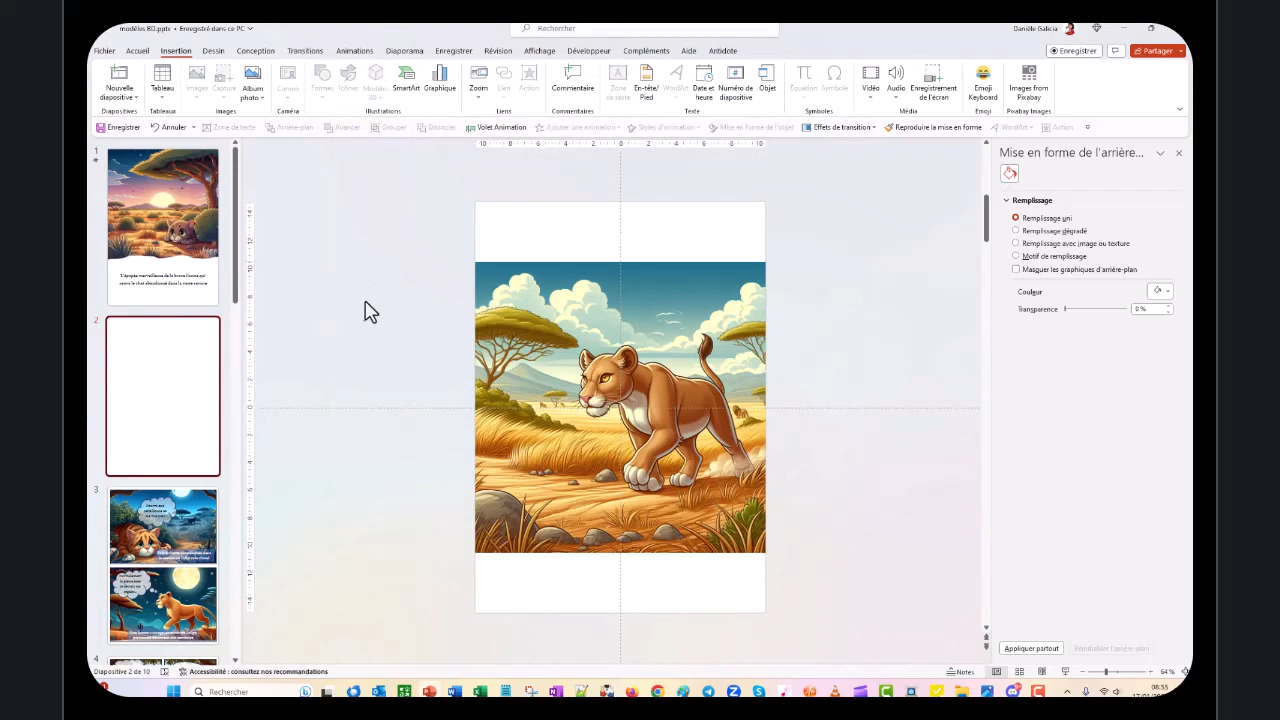 modèles BD.pptx • Enregistré dans ce PC
Rechercher
Danièle Galicia
Fichier Accueil Insertion Dessin Conception Transitions Animations Diaporama Enregistrer Révision Affichage Développeur Compléments Aide Antidote
Enregistrer
Partager
Nouvelle diapositive
Tableau
Images
Capture
Album photo
Cameo
Formes
Icônes
Modèles 3D
SmartArt
Graphique
Zoom
Liens
Action
Commentaire
Zone de texte
En-tête/ Pied
WordArt
Date et heure
Numéro de diapositive
Objet
Équation
Symbole
Vidéo
Audio
Enregistrement de l'écran
Emoji Keyboard
Images from Pixabay
Diapositives Tableaux Images Caméra Illustrations Liens Commentaires Texte Symboles Média Emoji Pixabay Images
Enregistrer Annuler Zone de texte Arrière-plan Avancer Grouper Dissocier Volet Animation Ajouter une animation Styles d'animation Mise en forme de l'objet Effets de transition Reproduire la mise en forme WordArt Action
1
2
3
4
Mise en forme de l'arrière...
Remplissage
Remplissage uni
Remplissage dégradé
Remplissage avec image ou texture
Motif de remplissage
Masquer les graphiques d'arrière-plan
Couleur
Transparence 0 %
Appliquer partout
Réinitialiser l'arrière-plan
Diapositive 2 de 10
Accessibilité : consultez nos recommandations
Notes
64 %
Rechercher
08:55